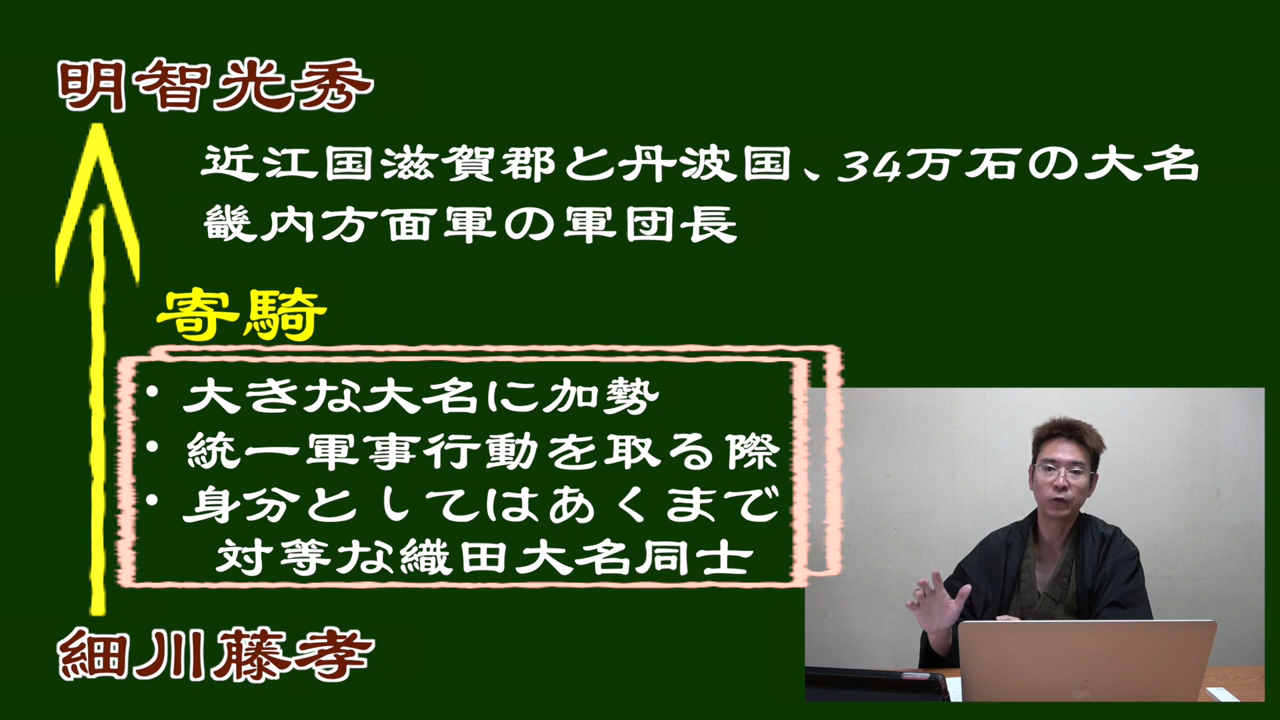 明智光秀
近江国滋賀郡と丹波国、34万石の大名
畿内方面軍の軍団長
寄騎
・大きな大名に加勢
・統一軍事行動を取る際
・身分としてはあくまで
対等な織田大名同士
細川藤孝